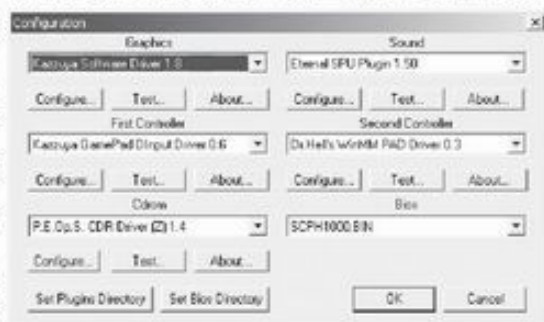 Configuration
Graphics
Kazzuya Software Driver 1.8
Configure... Test... About...
Sound
Eternal SPU Plugin 1.50
Configure... Test... About...
First Controller
Kazzuya GamePad DInput Driver 0.6
Configure... Test... About...
Second Controller
Dr.Hell's WinMM PAD Driver 0.3
Configure... Test... About...
Cdrom
P.E.Op.S. CDR Driver (2) 1.4
Configure... Test... About...
Bios
SCPH1000.BIN
Set Plugins Directory Set Bios Directory
OK Cancel